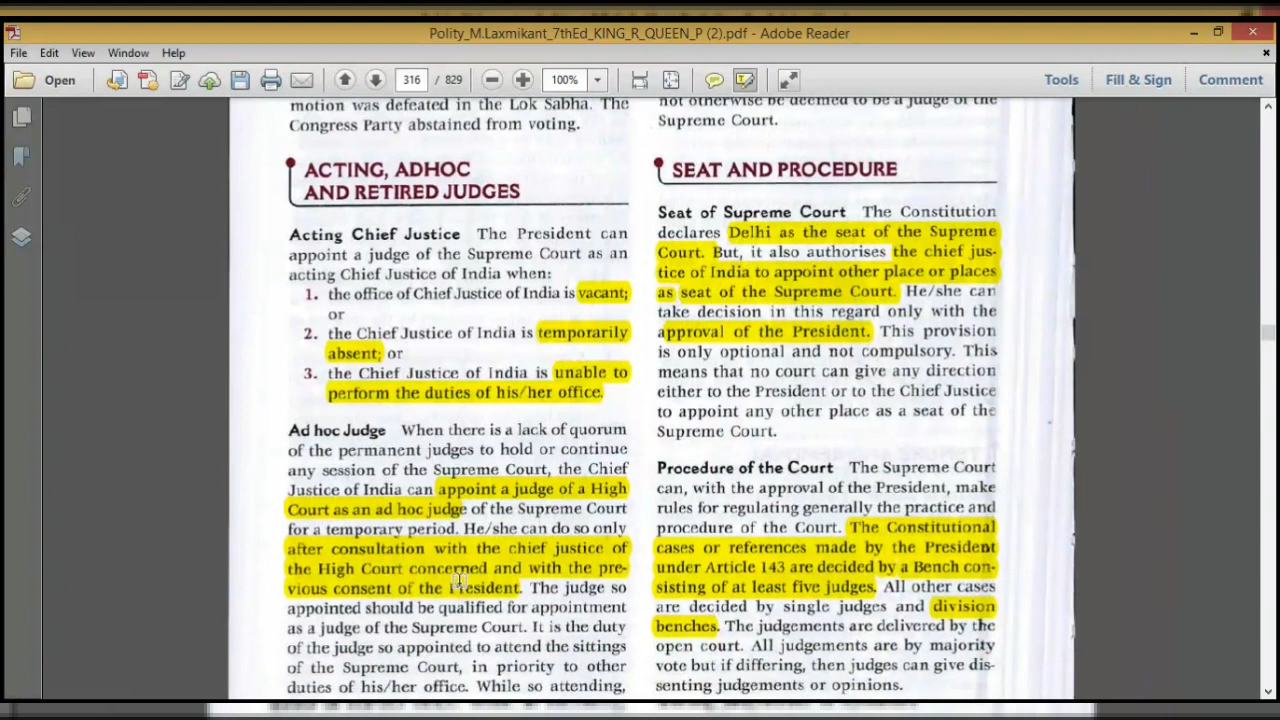 Polity_M.Laxmikant_7thEd_KING_R_QUEEN_P (2).pdf - Adobe Reader
File Edit View Window Help
Open 316 / 829 100% Tools Fill & Sign Comment
motion was defeated in the Lok Sabha. The
Congress Party abstained from voting.
ACTING, ADHOC
AND RETIRED JUDGES
Acting Chief Justice The President can
appoint a judge of the Supreme Court as an
acting Chief Justice of India when:
1. the office of Chief Justice of India is vacant;
or
2. the Chief Justice of India is temporarily
absent; or
3. the Chief Justice of India is unable to
perform the duties of his/her office.
Ad hoc Judge When there is a lack of quorum
of the permanent judges to hold or continue
any session of the Supreme Court, the Chief
Justice of India can appoint a judge of a High
Court as an ad hoc judge of the Supreme Court
for a temporary period. He/she can do so only
after consultation with the chief justice of
the High Court concerned and with the pre-
vious consent of the President. The judge so
appointed should be qualified for appointment
as a judge of the Supreme Court. It is the duty
of the judge so appointed to attend the sittings
of the Supreme Court, in priority to other
duties of his/her office. While so attending,
not otherwise be deemed to be a judge of the
Supreme Court.
SEAT AND PROCEDURE
Seat of Supreme Court The Constitution
declares Delhi as the seat of the Supreme
Court. But, it also authorises the chief jus-
tice of India to appoint other place or places
as seat of the Supreme Court. He/she can
take decision in this regard only with the
approval of the President. This provision
is only optional and not compulsory. This
means that no court can give any direction
either to the President or to the Chief Justice
to appoint any other place as a seat of the
Supreme Court.
Procedure of the Court The Supreme Court
can, with the approval of the President, make
rules for regulating generally the practice and
procedure of the Court. The Constitutional
cases or references made by the President
under Article 143 are decided by a Bench con-
sisting of at least five judges. All other cases
are decided by single judges and division
benches. The judgements are delivered by the
open court. All judgements are by majority
vote but if differing, then judges can give dis-
senting judgements or opinions.